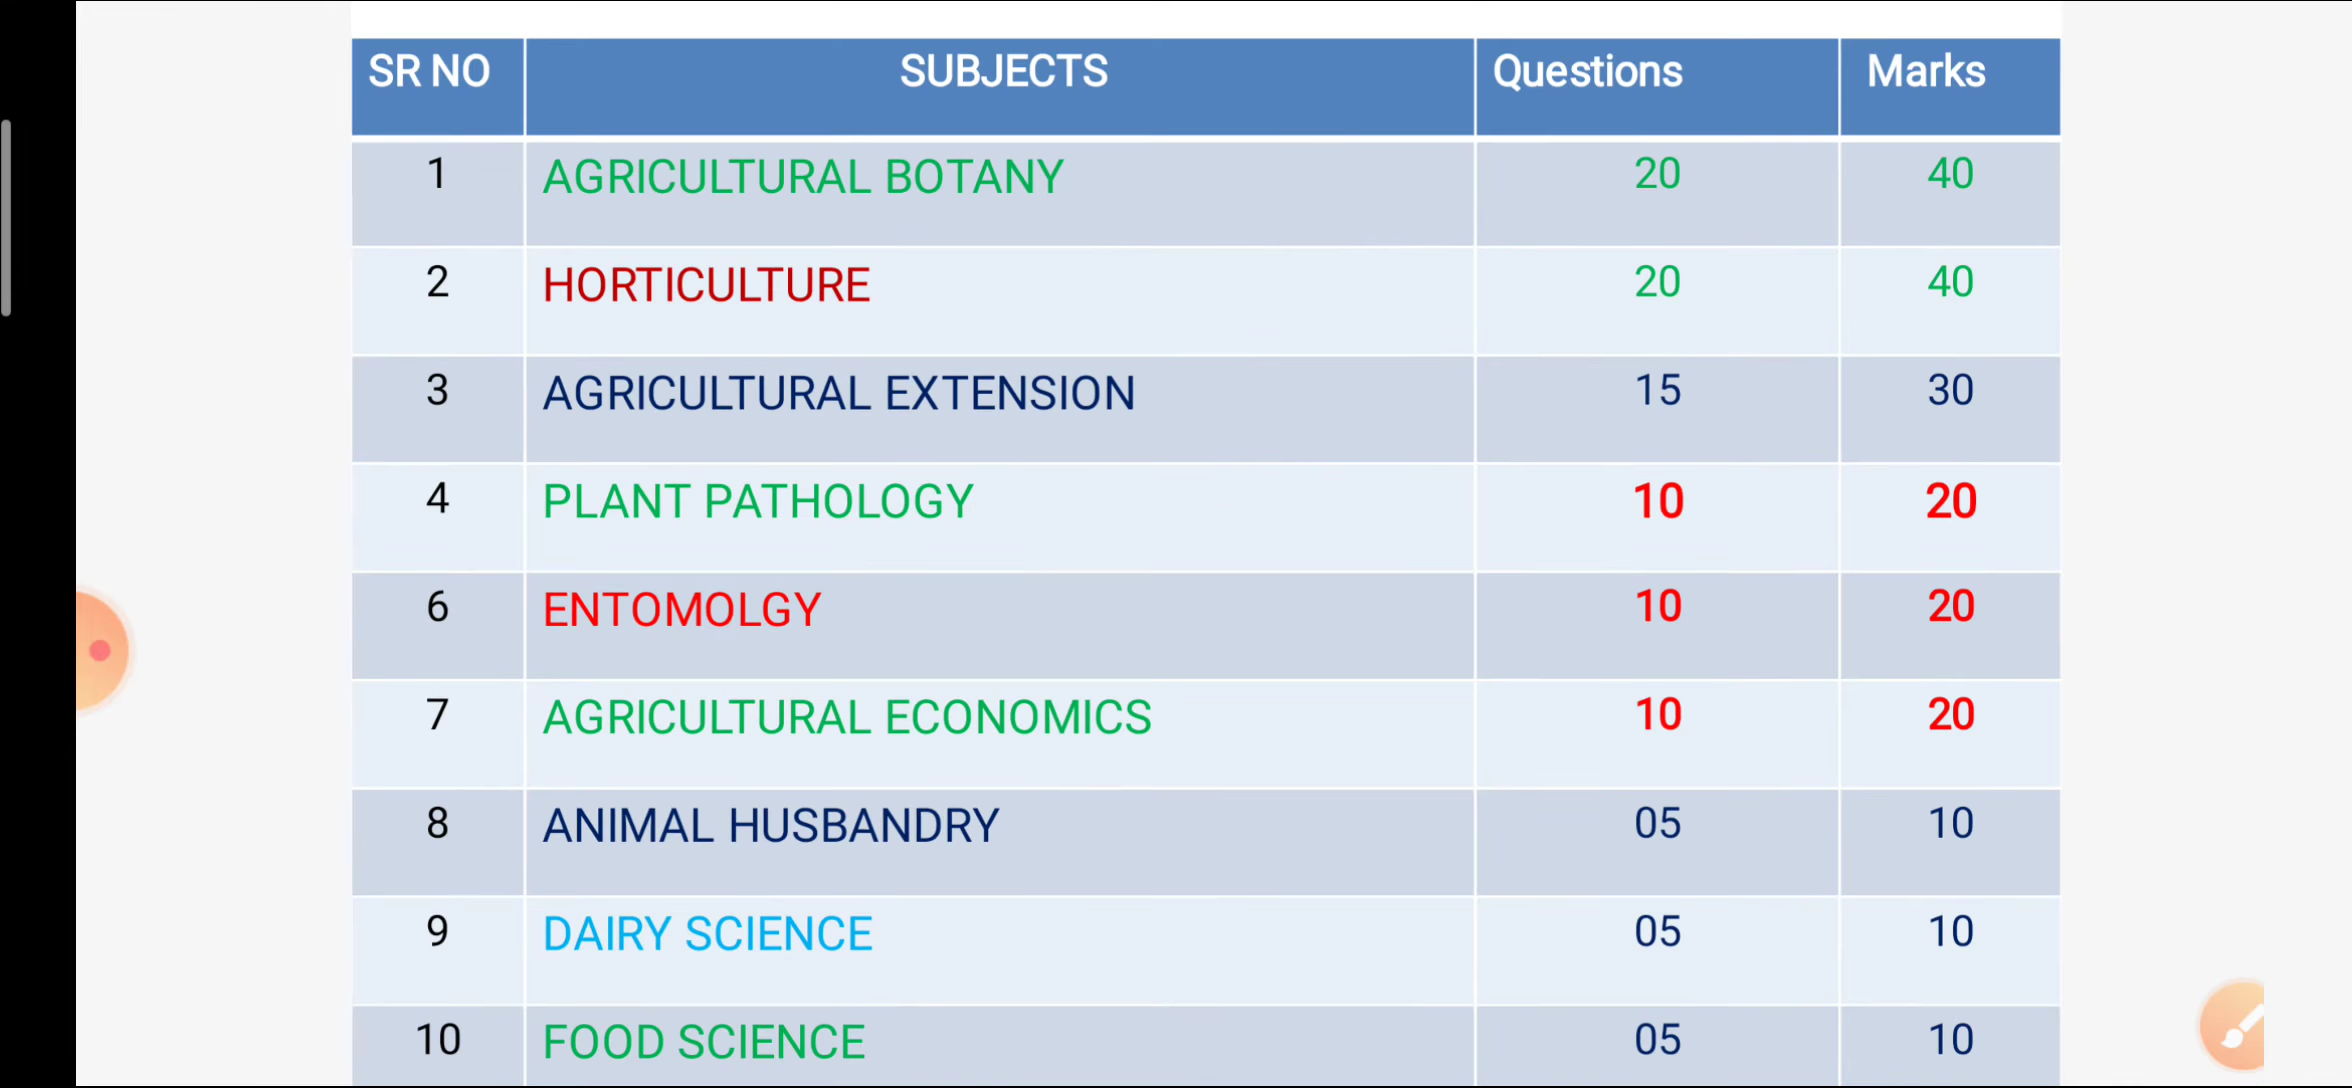 SR NO SUBJECTS Questions Marks
1 AGRICULTURAL BOTANY 20 40
2 HORTICULTURE 20 40
3 AGRICULTURAL EXTENSION 15 30
4 PLANT PATHOLOGY 10 20
6 ENTOMOLGY 10 20
7 AGRICULTURAL ECONOMICS 10 20
8 ANIMAL HUSBANDRY 05 10
9 DAIRY SCIENCE 05 10
10 FOOD SCIENCE 05 10